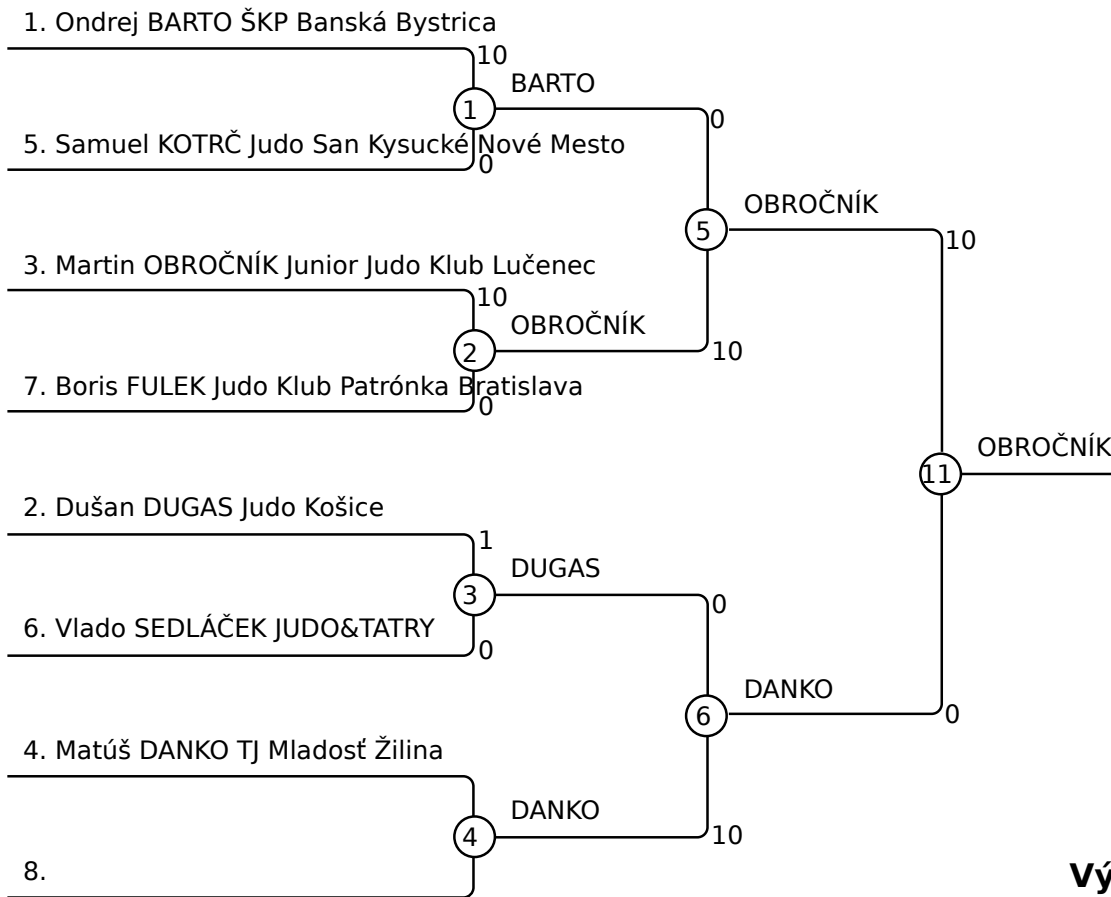 1. Ondrej BARTO ŠKP Banská Bystrica
10
BARTO
1
0
5. Samuel KOTRČ Judo San Kysucké Nové Mesto
0
OBROČNÍK
5
10
3. Martin OBROČNÍK Junior Judo Klub Lučenec
10
OBROČNÍK
2
10
7. Boris FULEK Judo Klub Patrónka Bratislava
0
OBROČNÍK
11
2. Dušan DUGAS Judo Košice
1
DUGAS
3
0
6. Vlado SEDLÁČEK JUDO&TATRY
0
DANKO
6
0
4. Matúš DANKO TJ Mladosť Žilina
DANKO
4
10
8.
Vý